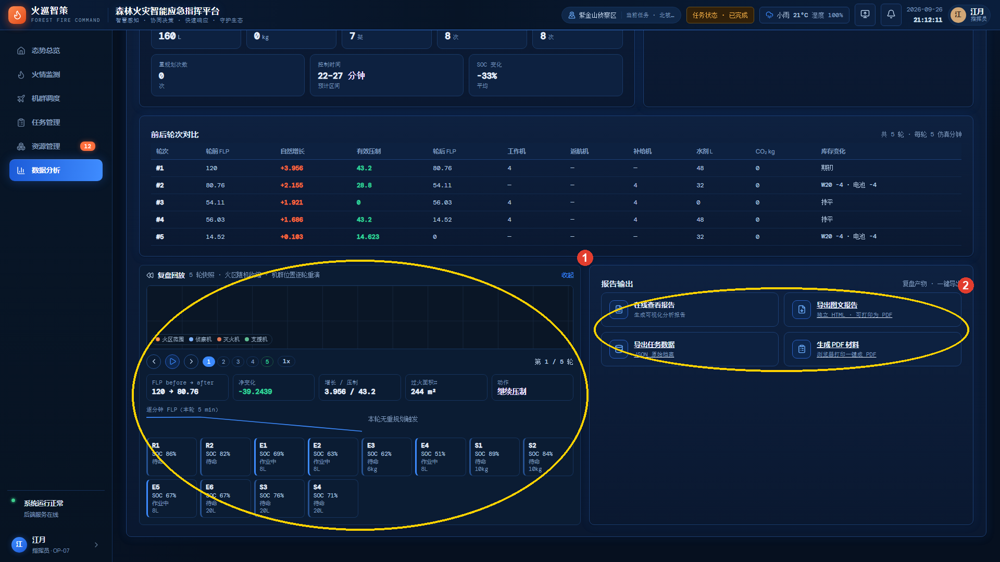 火巡智策
FOREST FIRE COMMAND
森林火灾智能应急指挥平台
智慧感知 · 协同决策 · 快速响应 · 守护生态
紫金山侦察区 当前任务 · 北坡…
任务状态 · 已完成
小雨 21°C 湿度 100%
2026-09-26
21:12:11
江
江月
指挥员
态势总览
火情监测
机群调度
任务管理
资源管理 12
数据分析
系统运行正常
后端服务在线
江
江月
指挥员·OP-07
160 L
0 kg
7 架
8 次
8 次
重规划次数
0
次
控制时间
22-27 分钟
预计区间
SOC 变化
-33%
平均
前后轮次对比
共 5 轮 · 每轮 5 仿真分钟
轮次 轮前 FLP 自然增长 有效压制 轮后 FLP 工作机 返航机 补给机 水剂 L CO₂ kg 库存变化
#1 120 +3.956 43.2 80.76 4 — — 48 0 期初
#2 80.76 +2.155 28.8 54.11 — — 4 32 0 W20 -4 · 电池 -4
#3 54.11 +1.921 0 56.03 4 — 4 0 0 持平
#4 56.03 +1.686 43.2 14.52 4 — 4 48 0 持平
#5 14.52 +0.103 14.623 0 — — — 32 0 W20 -4 · 电池 -4
1
复盘回放 5 轮快照 · 火区随机收缩 · 机群位置逐轮重演
收起
火区范围 侦察机 灭火机 支援机
1 2 3 4 5 1x
第 1 / 5 轮
FLP before → after
120 → 80.76
净变化
-39.2439
增长 / 压制
3.956 / 43.2
过火面积≈
244 m²
动作
继续压制
逐分钟 FLP（本轮 5 min）
本轮无重规划触发
R1
SOC 86%
待命
R2
SOC 82%
待命
E1
SOC 69%
作业中
8L
E2
SOC 63%
作业中
8L
E3
SOC 62%
待命
6kg
E4
SOC 51%
作业中
8L
S1
SOC 89%
待命
10kg
S2
SOC 84%
待命
10kg
E5
SOC 67%
作业中
8L
E6
SOC 67%
待命
20L
S3
SOC 76%
待命
20L
S4
SOC 71%
待命
20L
报告输出
复盘产物 · 一键导出
2
在线查看报告
生成可视化分析报告
导出图文报告
独立 HTML · 可打印为 PDF
导出任务数据
JSON 原始档案
生成 PDF 材料
浏览器打印一键成 PDF